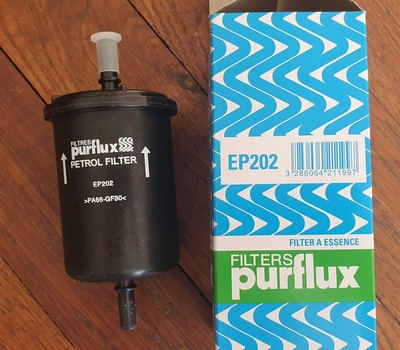 FILTRES
purflux
PETROL FILTER
EP202
>PA66-GF30<
EP202
3 286064 211997
FILTER A ESSENCE
FILTERS
purflux